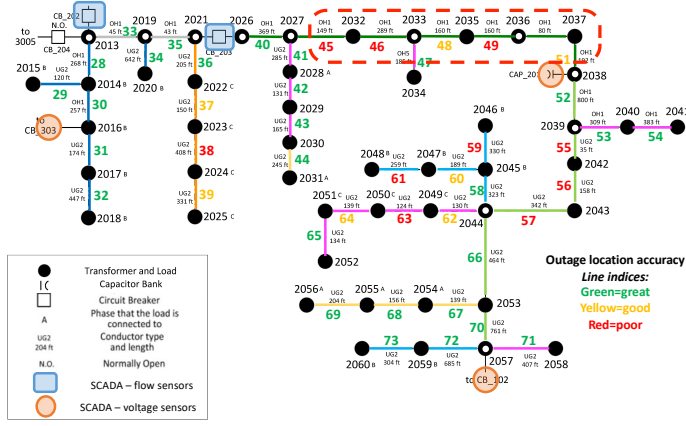 CB_202
N.O.
to
3005
CB_204
2013
OH1
45 ft
33
2019
OH1
43 ft
35
2021
CB_203
2026
OH1
369 ft
40
2027
OH1
149 ft
45
2032
OH1
289 ft
46
2033
OH1
160 ft
48
2035
OH1
160 ft
49
2036
OH1
80 ft
2037
OH1
268 ft
28
UG2
642 ft
34
UG2
205 ft
36
UG2
285 ft
41
OH5
47
OH1
51
2015 B
UG2
120 ft
29
2014 B
2020 B
2022 C
2028 A
2034
CAP_201
2038
OH1
257 ft
30
UG2
150 ft
37
UG2
131 ft
42
OH1
800 ft
52
to
CB_303
2016 B
2023 C
2029
2046 B
2039
OH1
309 ft
53
2040
OH1
383 ft
54
2041
UG2
174 ft
31
UG2
408 ft
38
UG2
165 ft
43
UG2
330 ft
59
UG2
35 ft
55
2030
2048 B
UG2
259 ft
61
2047 B
UG2
189 ft
60
2045 B
2042
2017 B
2024 C
UG2
245 ft
44
2031 A
UG2
323 ft
58
UG2
158 ft
56
UG2
447 ft
32
UG2
331 ft
39
2018 B
2025 C
2051 C
UG2
139 ft
64
2050 C
UG2
124 ft
63
2049 C
UG2
130 ft
62
2044
UG2
342 ft
57
2043
UG2
134 ft
65
2052
UG2
464 ft
66
2056 A
UG2
204 ft
69
2055 A
UG2
156 ft
68
2054 A
UG2
139 ft
67
2053
UG2
761 ft
70
2060 B
UG2
304 ft
73
2059 B
UG2
685 ft
72
2057
UG2
407 ft
71
2058
to CB_102
Transformer and Load
Capacitor Bank
Circuit Breaker
A
Phase that the load is
connected to
UG2
204 ft
Conductor type
and length
N.O.
Normally Open
SCADA – flow sensors
SCADA – voltage sensors
Outage location accuracy
Line indices:
Green=great
Yellow=good
Red=poor